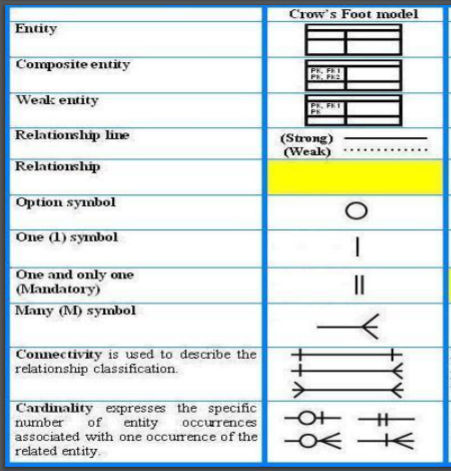 Crow's Foot model
Entity
Composite entity
PK, FK1
PK, FK2
Weak entity
PK, FK1
PK
Relationship line
(Strong)
(Weak)
Relationship
Option symbol
One (1) symbol
One and only one
(Mandatory)
Many (M) symbol
Connectivity is used to describe the
relationship classification.
Cardinality expresses the specific
number of entity occurrences
associated with one occurrence of the
related entity.